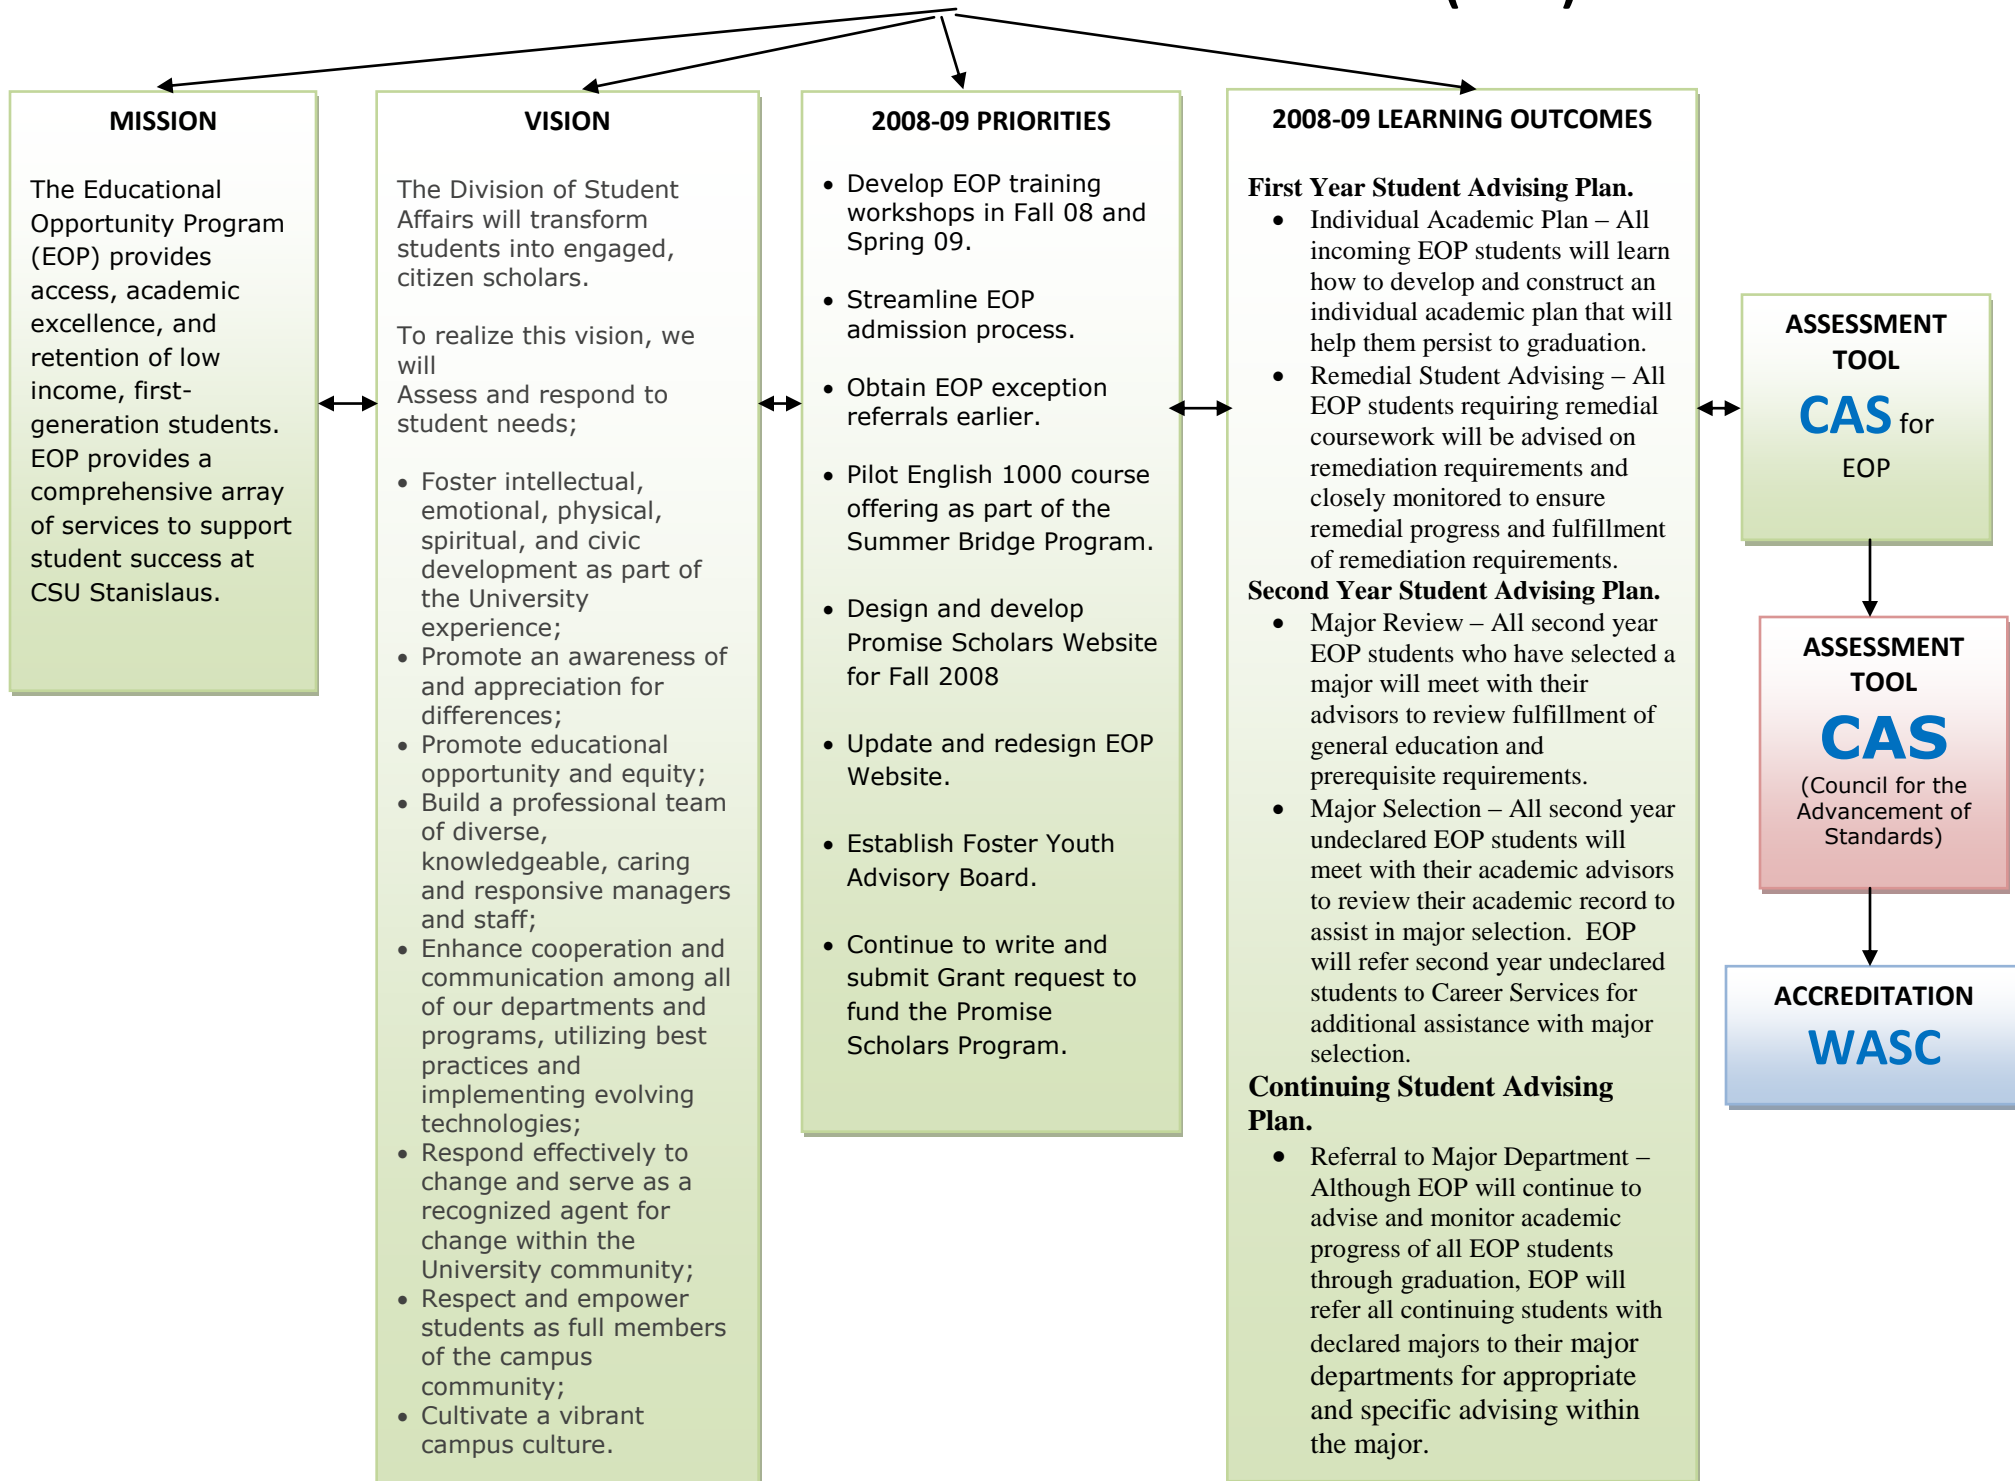 MISSION
The Educational
Opportunity Program
(EOP) provides
access, academic
excellence, and
retention of low
income, first-
generation students.
EOP provides a
comprehensive array
of services to support
student success at
CSU Stanislaus.
VISION
The Division of Student
Affairs will transform
students into engaged,
citizen scholars.
To realize this vision, we
will
Assess and respond to
student needs;
• Foster intellectual,
emotional, physical,
spiritual, and civic
development as part of
the University
experience;
• Promote an awareness of
and appreciation for
differences;
• Promote educational
opportunity and equity;
• Build a professional team
of diverse,
knowledgeable, caring
and responsive managers
and staff;
• Enhance cooperation and
communication among all
of our departments and
programs, utilizing best
practices and
implementing evolving
technologies;
• Respond effectively to
change and serve as a
recognized agent for
change within the
University community;
• Respect and empower
students as full members
of the campus
community;
• Cultivate a vibrant
campus culture.
2008-09 PRIORITIES
• Develop EOP training
workshops in Fall 08 and
Spring 09.
• Streamline EOP
admission process.
• Obtain EOP exception
referrals earlier.
• Pilot English 1000 course
offering as part of the
Summer Bridge Program.
• Design and develop
Promise Scholars Website
for Fall 2008
• Update and redesign EOP
Website.
• Establish Foster Youth
Advisory Board.
• Continue to write and
submit Grant request to
fund the Promise
Scholars Program.
2008-09 LEARNING OUTCOMES
First Year Student Advising Plan.
• Individual Academic Plan – All
incoming EOP students will learn
how to develop and construct an
individual academic plan that will
help them persist to graduation.
• Remedial Student Advising – All
EOP students requiring remedial
coursework will be advised on
remediation requirements and
closely monitored to ensure
remedial progress and fulfillment
of remediation requirements.
Second Year Student Advising Plan.
• Major Review – All second year
EOP students who have selected a
major will meet with their
advisors to review fulfillment of
general education and
prerequisite requirements.
• Major Selection – All second year
undeclared EOP students will
meet with their academic advisors
to review their academic record to
assist in major selection. EOP
will refer second year undeclared
students to Career Services for
additional assistance with major
selection.
Continuing Student Advising
Plan.
• Referral to Major Department –
Although EOP will continue to
advise and monitor academic
progress of all EOP students
through graduation, EOP will
refer all continuing students with
declared majors to their major
departments for appropriate
and specific advising within
the major.
ASSESSMENT
TOOL
CAS for
EOP
ASSESSMENT
TOOL
CAS
(Council for the
Advancement of
Standards)
ACCREDITATION
WASC